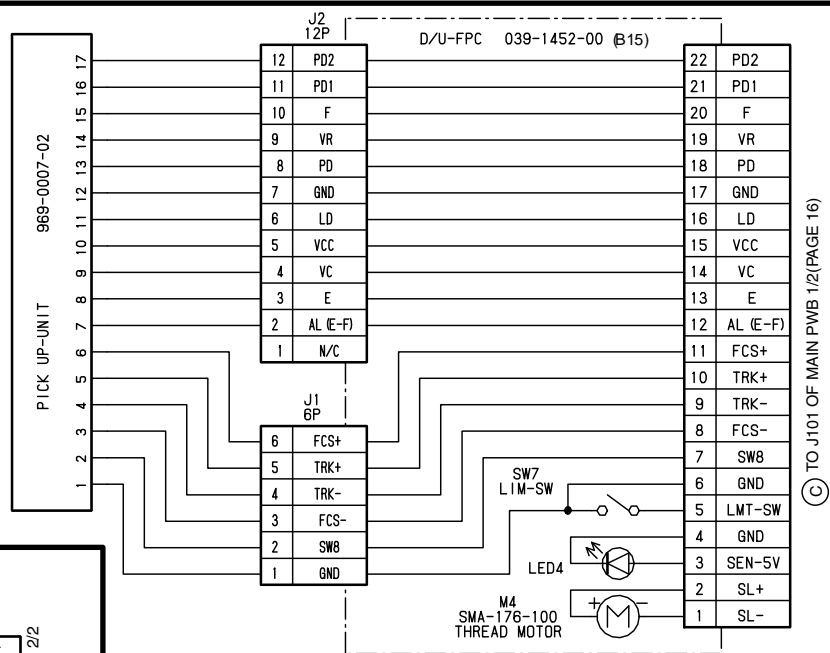 J2
12P
D/U-FPC 039-1452-00 (B15)
PICK UP-UNIT 969-0007-02
17
16
15
14
13
12
11
10
9
8
7
6
5
4
3
2
1
12 PD2
11 PD1
10 F
9 VR
8 PD
7 GND
6 LD
5 VCC
4 VC
3 E
2 AL (E-F)
1 N/C
J1
6P
6 FCS+
5 TRK+
4 TRK-
3 FCS-
2 SW8
1 GND
SW7
LIM-SW
LED4
M4
SMA-176-100
THREAD MOTOR
+ M -
22 PD2
21 PD1
20 F
19 VR
18 PD
17 GND
16 LD
15 VCC
14 VC
13 E
12 AL (E-F)
11 FCS+
10 TRK+
9 TRK-
8 FCS-
7 SW8
6 GND
5 LMT-SW
4 GND
3 SEN-5V
2 SL+
1 SL-
C TO J101 OF MAIN PWB 1/2(PAGE 16)
2/2